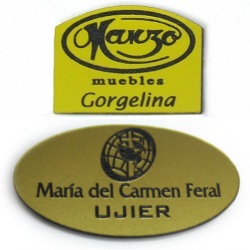 Manzo
muebles
Gorgelina
María del Carmen Feral
UJIER